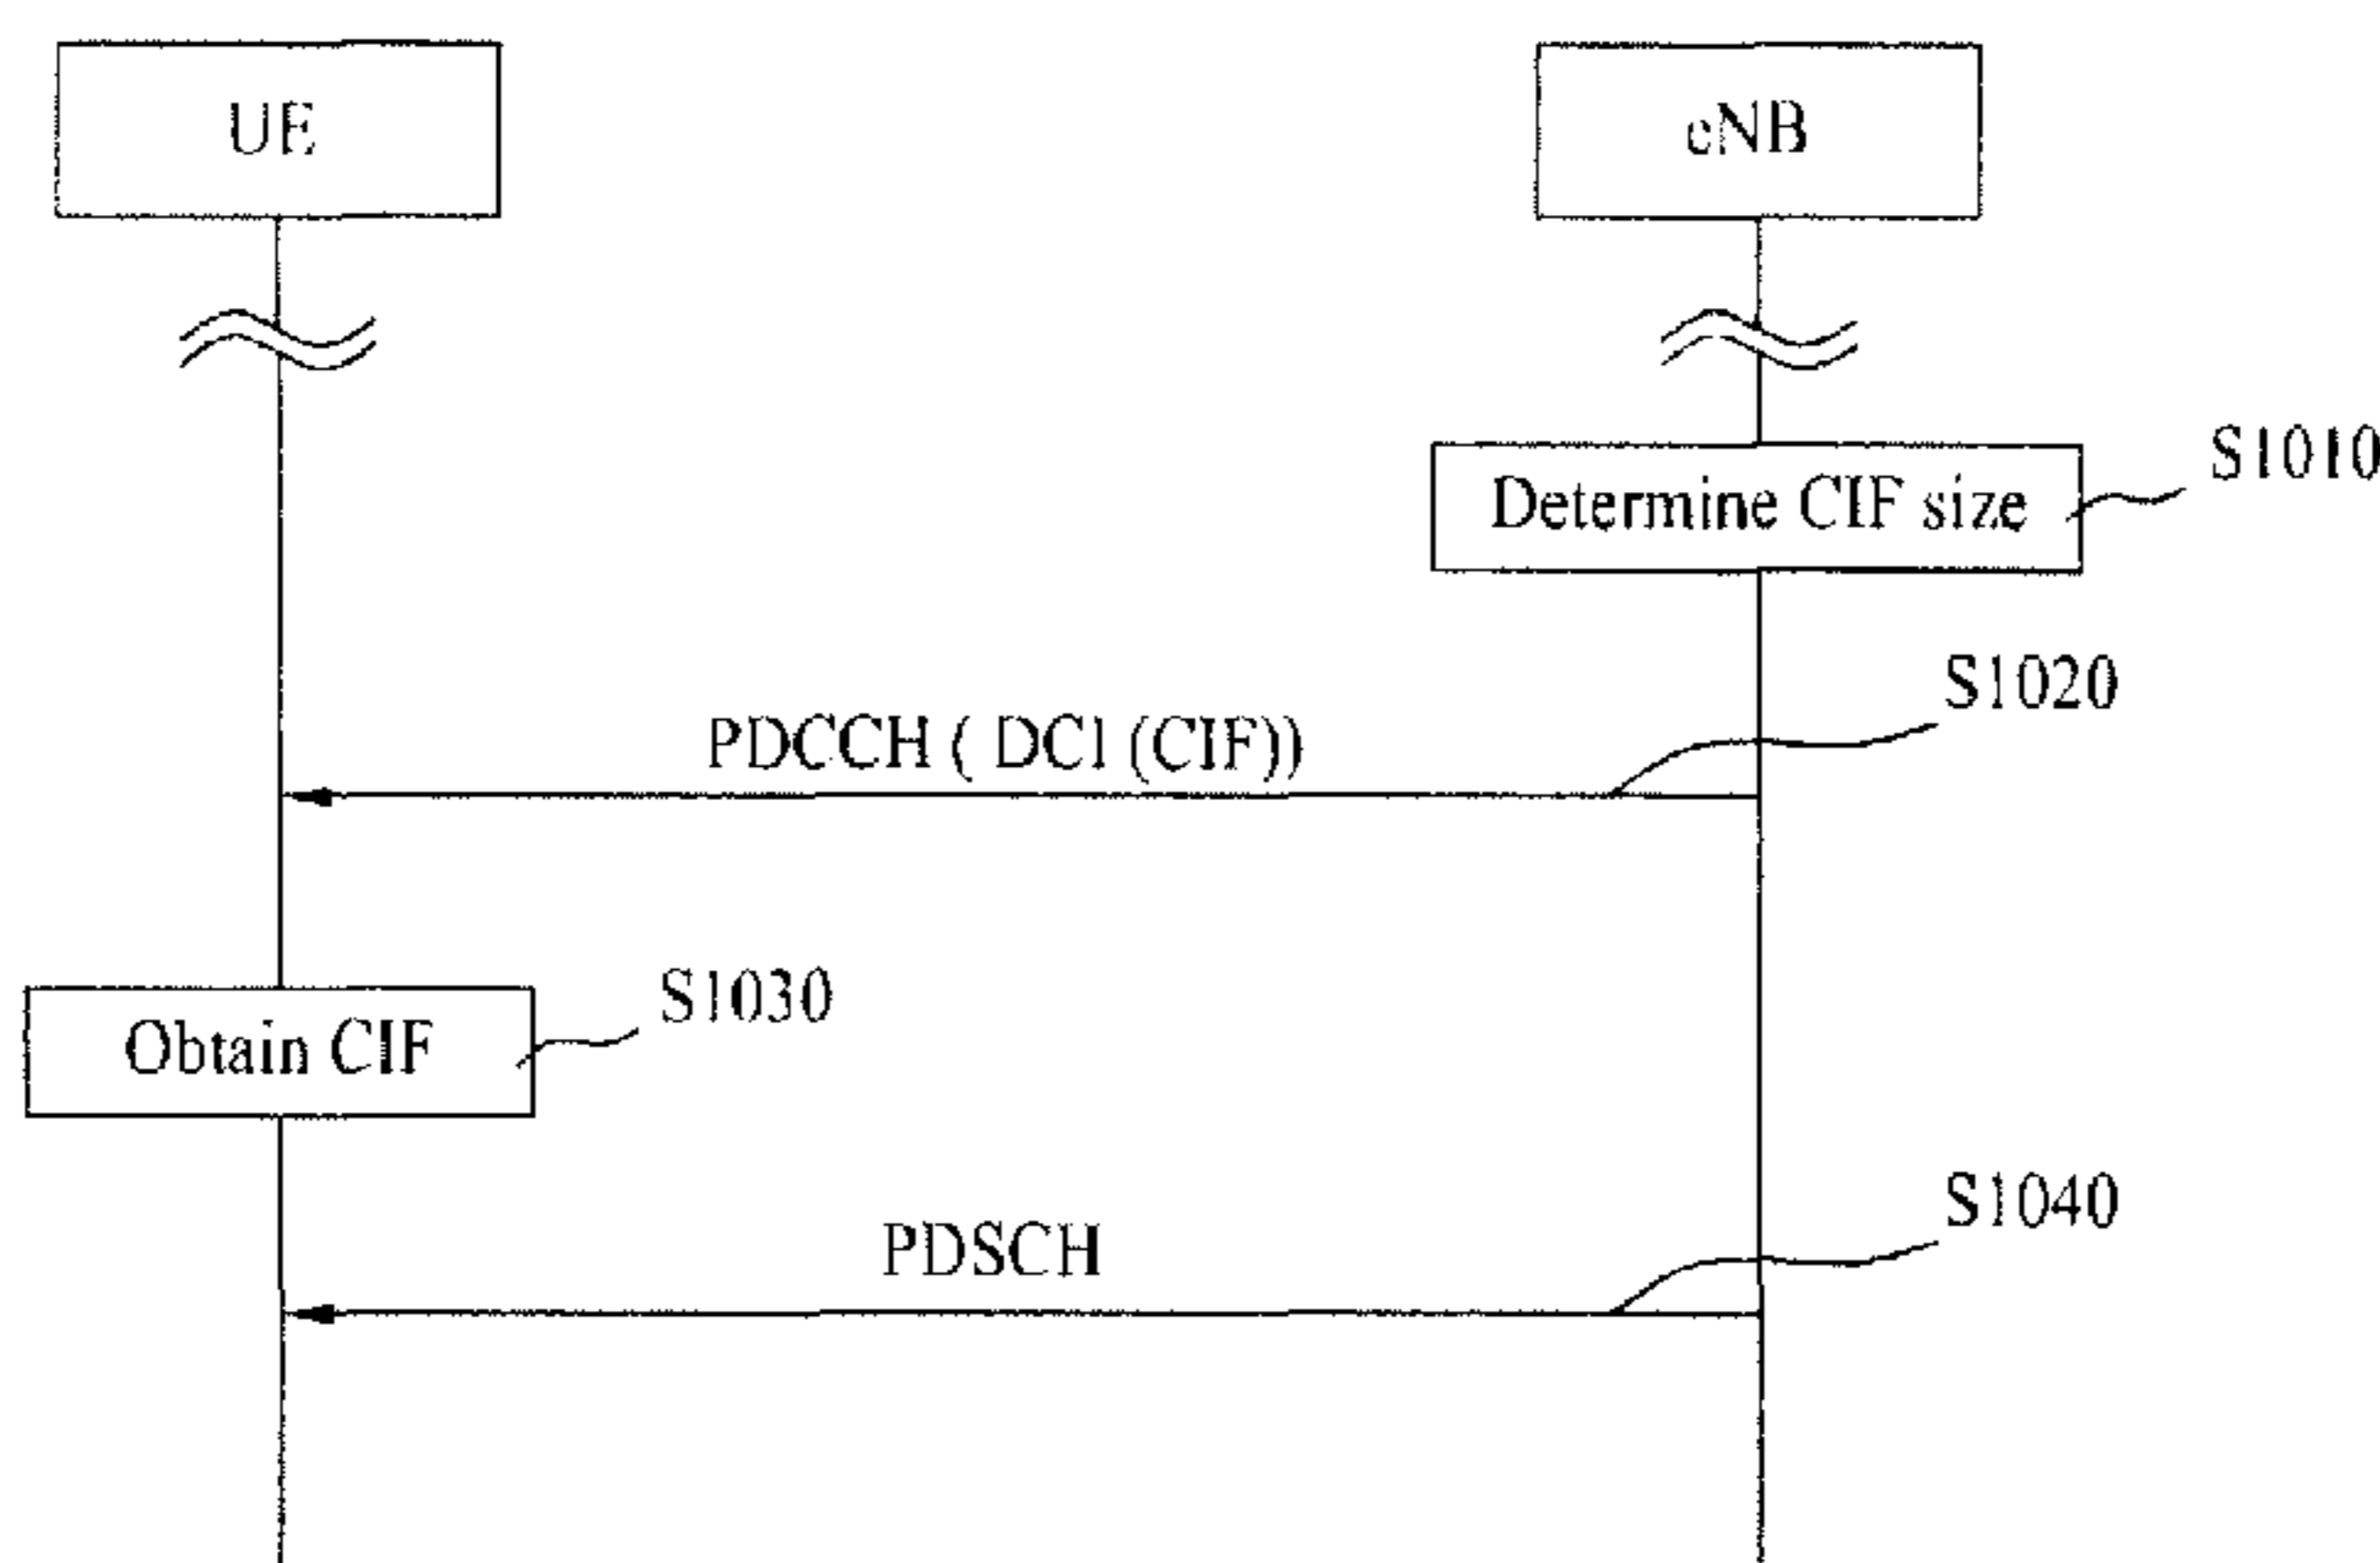 UE
eNB
S1010
Determine CIF size
S1020
PDCCH ( DCI (CIF))
S1030
Obtain CIF
S1040
PDSCH